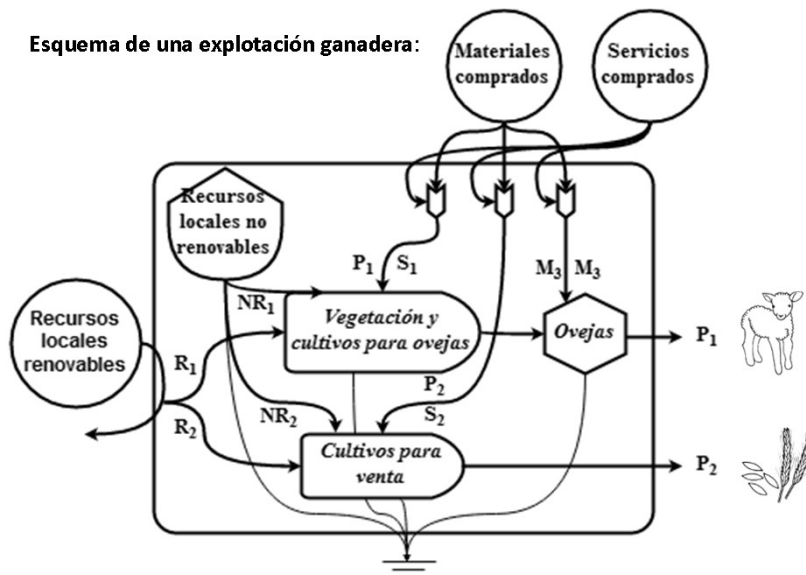 Esquema de una explotación ganadera:
Materiales
comprados
Servicios
comprados
Recursos
locales no
renovables
Recursos
locales
renovables
P1 S1
M3 M3
NR1
Vegetación y
cultivos para ovejas
Ovejas
P1
R1
P2
S2
NR2
R2
Cultivos para
venta
P2